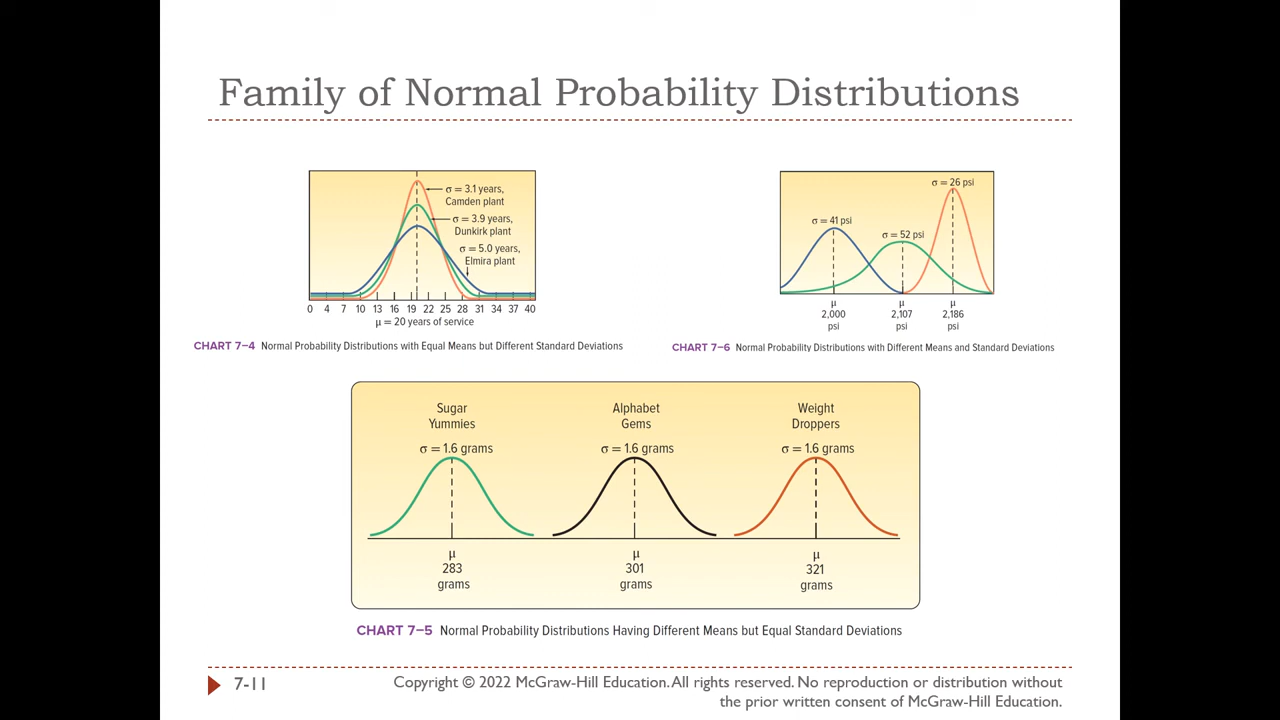 Family of Normal Probability Distributions
σ = 3.1 years,
Camden plant
σ = 3.9 years,
Dunkirk plant
σ = 5.0 years,
Elmira plant
0 4 7 10 13 16 19 22 25 28 31 34 37 40
μ = 20 years of service
CHART 7–4 Normal Probability Distributions with Equal Means but Different Standard Deviations
σ = 26 psi
σ = 41 psi
σ = 52 psi
μ μ μ
2,000 2,107 2,186
psi psi psi
CHART 7–6 Normal Probability Distributions with Different Means and Standard Deviations
Sugar Alphabet Weight
Yummies Gems Droppers
σ = 1.6 grams σ = 1.6 grams σ = 1.6 grams
μ μ μ
283 301 321
grams grams grams
CHART 7–5 Normal Probability Distributions Having Different Means but Equal Standard Deviations
7-11
Copyright © 2022 McGraw-Hill Education. All rights reserved. No reproduction or distribution without
the prior written consent of McGraw-Hill Education.